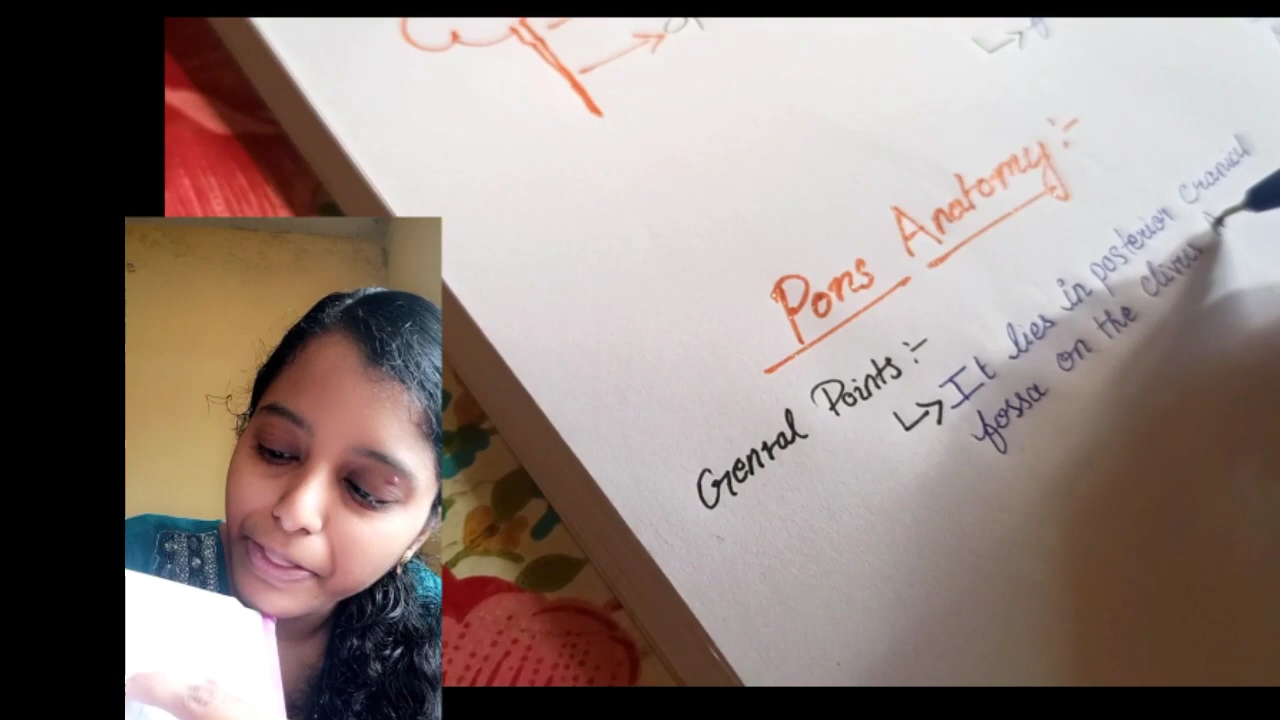 Pons Anatomy:-
Genral Points:-
↳ It lies in posterior cranial
fossa on the clivus